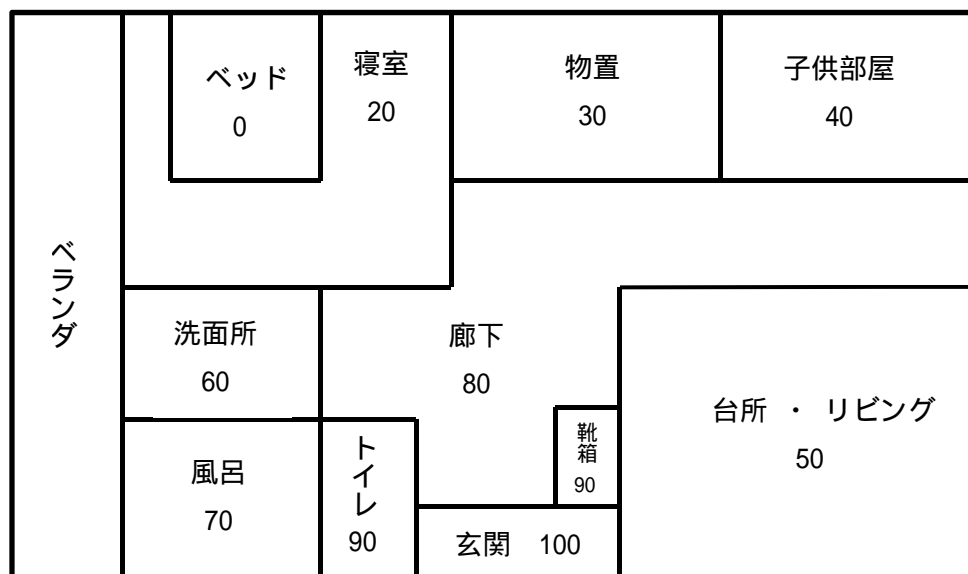 ベッド
0
寝室
20
物置
30
子供部屋
40
ベランダ
洗面所
60
廊下
80
台所 ・ リビング
50
風呂
70
トイレ
90
靴箱
90
玄関 100